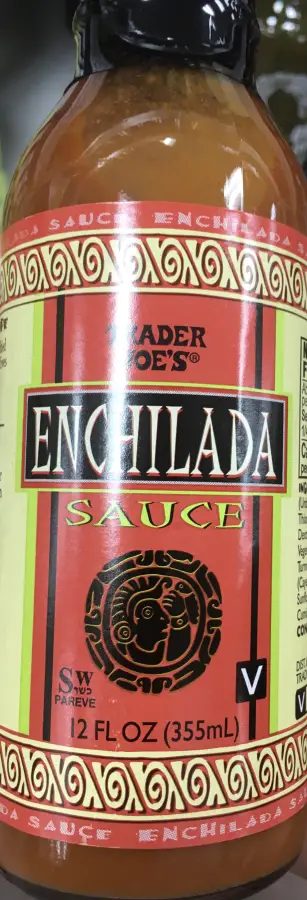 SAUCE ENCHILADA
TRADER
JOE'S®
ENCHILADA
SAUCE
SW
כשר
PAREVE
V
12 FL OZ (355mL)
SAUCE ENCHILADA